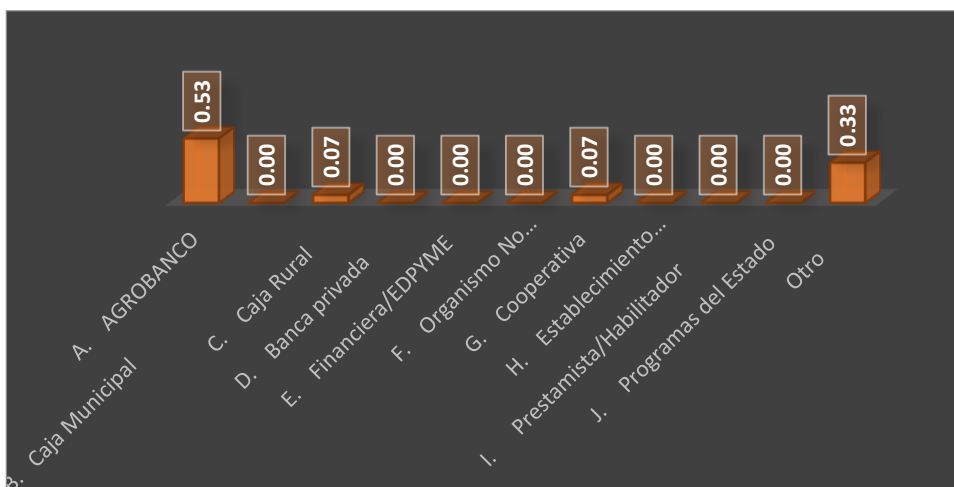 0.53
0.00
0.07
0.00
0.00
0.00
0.07
0.00
0.00
0.00
0.33
A. AGROBANCO
B. Caja Municipal
C. Caja Rural
D. Banca privada
E. Financiera/EDPYME
F. Organismo No...
G. Cooperativa
H. Establecimiento...
I. Prestamista/Habilitador
J. Programas del Estado
Otro